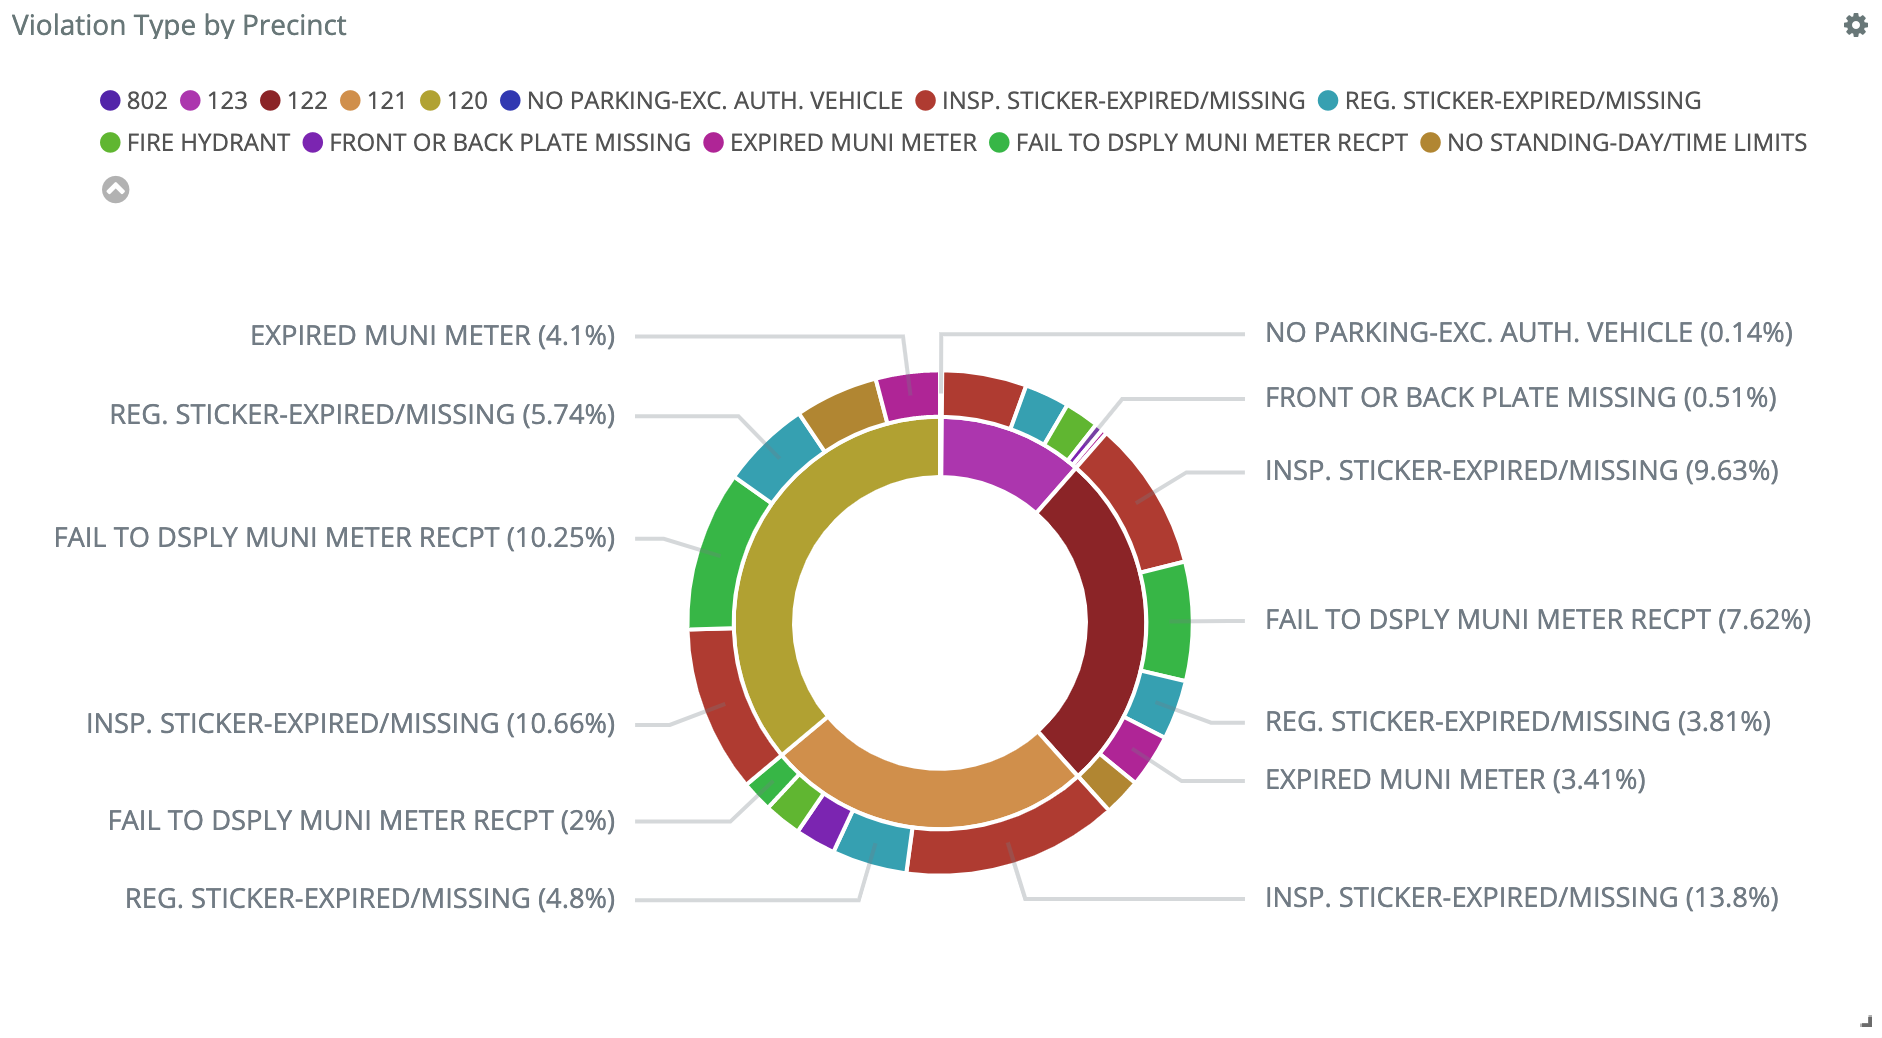 Violation Type by Precinct
802 123 122 121 120 NO PARKING-EXC. AUTH. VEHICLE INSP. STICKER-EXPIRED/MISSING REG. STICKER-EXPIRED/MISSING
FIRE HYDRANT FRONT OR BACK PLATE MISSING EXPIRED MUNI METER FAIL TO DSPLY MUNI METER RECPT NO STANDING-DAY/TIME LIMITS
EXPIRED MUNI METER (4.1%)
REG. STICKER-EXPIRED/MISSING (5.74%)
FAIL TO DSPLY MUNI METER RECPT (10.25%)
INSP. STICKER-EXPIRED/MISSING (10.66%)
FAIL TO DSPLY MUNI METER RECPT (2%)
REG. STICKER-EXPIRED/MISSING (4.8%)
NO PARKING-EXC. AUTH. VEHICLE (0.14%)
FRONT OR BACK PLATE MISSING (0.51%)
INSP. STICKER-EXPIRED/MISSING (9.63%)
FAIL TO DSPLY MUNI METER RECPT (7.62%)
REG. STICKER-EXPIRED/MISSING (3.81%)
EXPIRED MUNI METER (3.41%)
INSP. STICKER-EXPIRED/MISSING (13.8%)